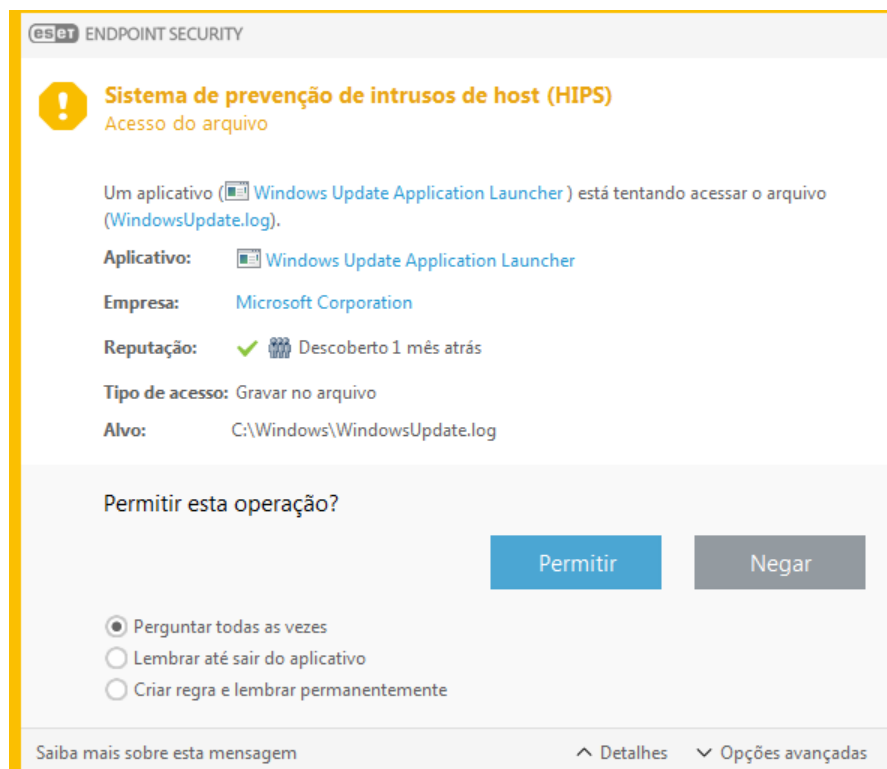 eset ENDPOINT SECURITY
Sistema de prevenção de intrusos de host (HIPS)
Acesso do arquivo
Um aplicativo ( Windows Update Application Launcher ) está tentando acessar o arquivo
(WindowsUpdate.log).
Aplicativo: Windows Update Application Launcher
Empresa: Microsoft Corporation
Reputação: Descoberto 1 mês atrás
Tipo de acesso: Gravar no arquivo
Alvo: C:\Windows\WindowsUpdate.log
Permitir esta operação?
Permitir Negar
Perguntar todas as vezes
Lembrar até sair do aplicativo
Criar regra e lembrar permanentemente
Saiba mais sobre esta mensagem Detalhes Opções avançadas